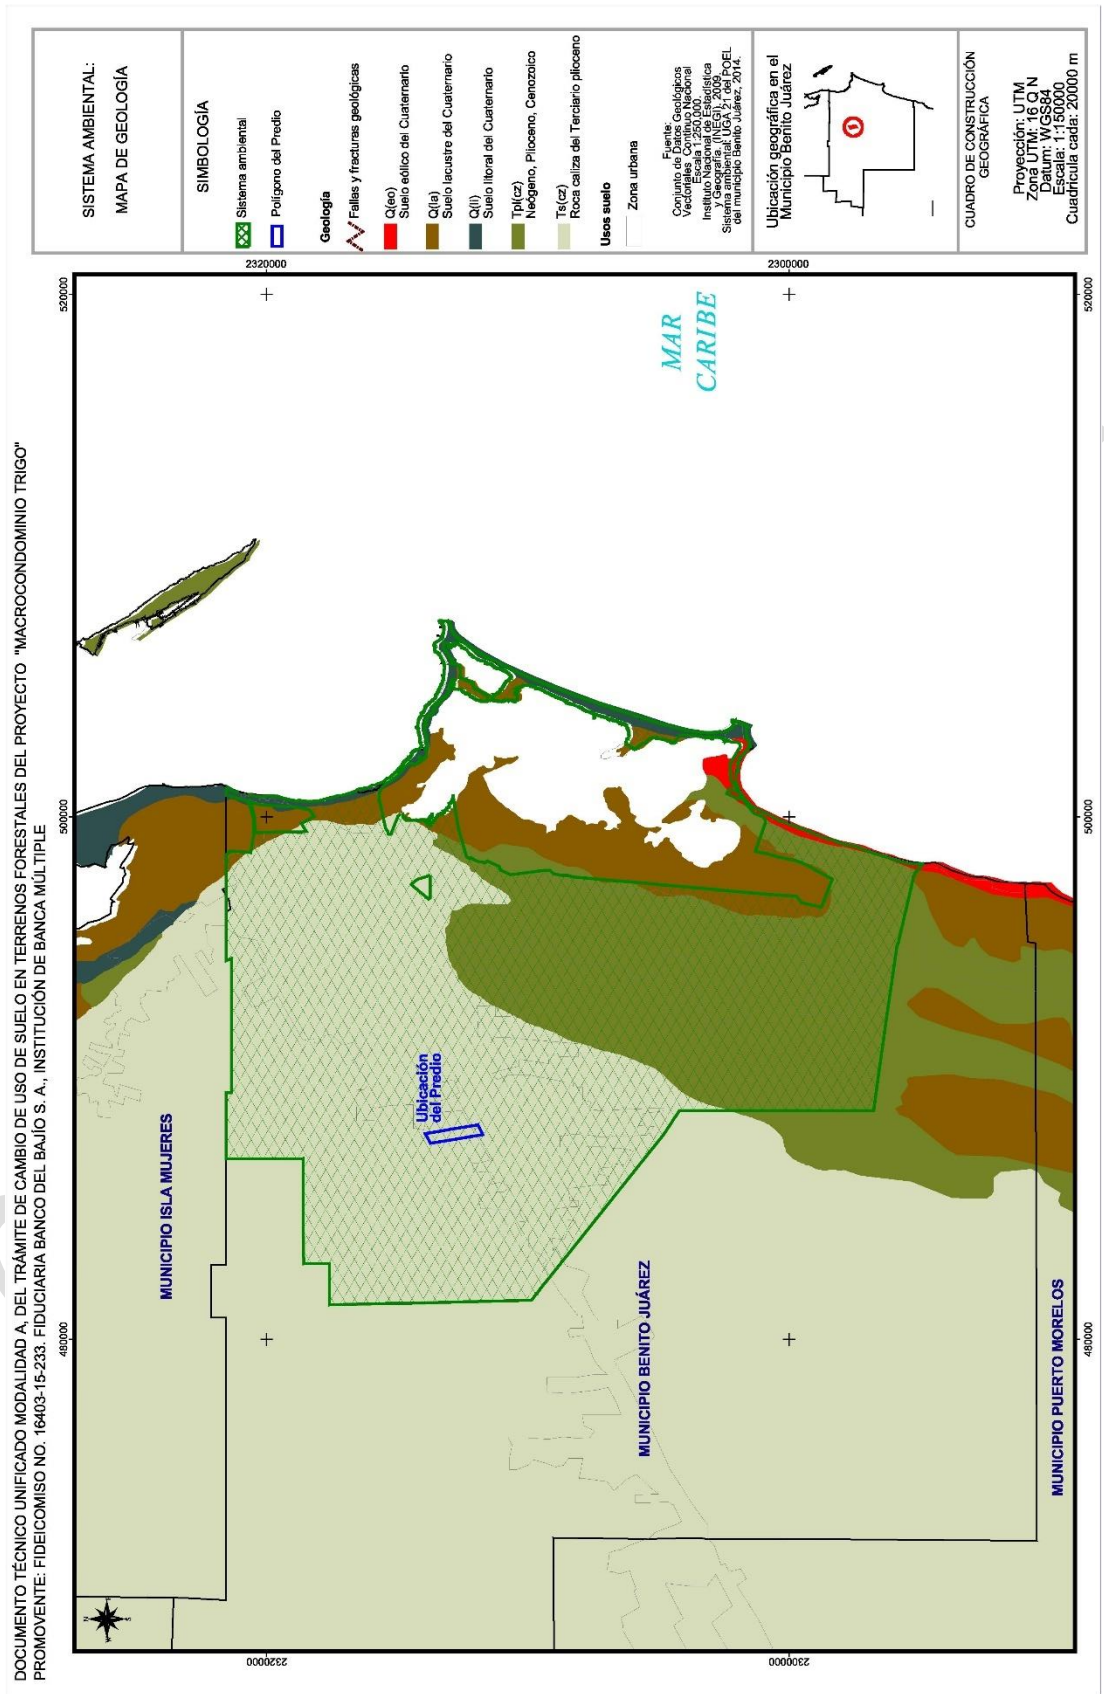 DOCUMENTO TÉCNICO UNIFICADO MODALIDAD A, DEL TRÁMITE DE CAMBIO DE USO DE SUELO EN TERRENOS FORESTALES DEL PROYECTO "MACROCONDOMINIO TRIGO"
PROMOVENTE: FIDEICOMISO NO. 16403-15-233. FIDUCIARIA BANCO DEL BAJÍO S. A., INSTITUCIÓN DE BANCA MÚLTIPLE
480000
500000
520000
2320000
2320000
2300000
2300000
480000
500000
520000
N
S
W
MUNICIPIO ISLA MUJERES
Ubicación
del Predio
MUNICIPIO BENITO JUÁREZ
MUNICIPIO PUERTO MORELOS
MAR
CARIBE
SISTEMA AMBIENTAL:
MAPA DE GEOLOGÍA
SIMBOLOGÍA
Sistema ambiental
Polígono del Predio
Geología
Fallas y fracturas geológicas
Q(eo)
Suelo eólico del Cuaternario
Q(la)
Suelo lacustre del Cuaternario
Q(li)
Suelo litoral del Cuaternario
Tpl(cz)
Neógeno, Plioceno, Cenozoico
Ts(cz)
Roca caliza del Terciario plioceno
Usos suelo
Zona urbana
Fuente:
Conjunto de Datos Geológicos
Vectoriales Continuo Nacional
Escala 1:250,000.
Instituto Nacional de Estadística
y Geografía. (INEGI). 2009.
Sistema ambiental: UGA 21 del POEL
del municipio Benito Juárez, 2014.
Ubicación geográfica en el
Municipio Benito Juárez
CUADRO DE CONSTRUCCIÓN
GEOGRÁFICA
Proyección: UTM
Zona UTM: 16 Q N
Datum: WGS84
Escala: 1:150000
Cuadrícula cada: 20000 m